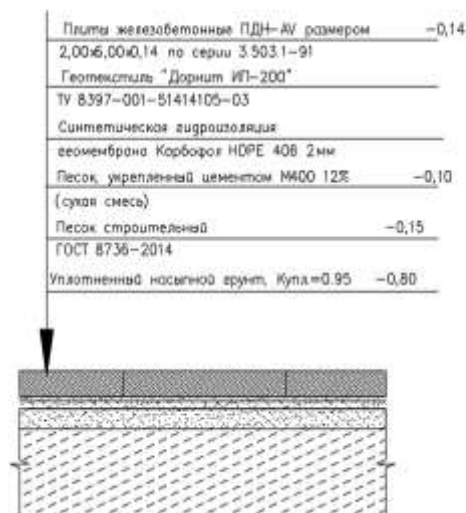 Плиты железобетонные ПДН-АV размером -0,14
2,00х6,00х0,14 по серии 3.503.1-91
Геотекстиль "Дорнит ИП-200"
ТУ 8397-001-51414105-03
Синтетическая гидроизоляция
геомембрана Карбофол HDPE 406 2мм
Песок, укрепленный цементом М400 12% -0,10
(сухая смесь)
Песок строительный -0,15
ГОСТ 8736-2014
Уплотненный насыпной грунт, Купл.=0.95 -0,80